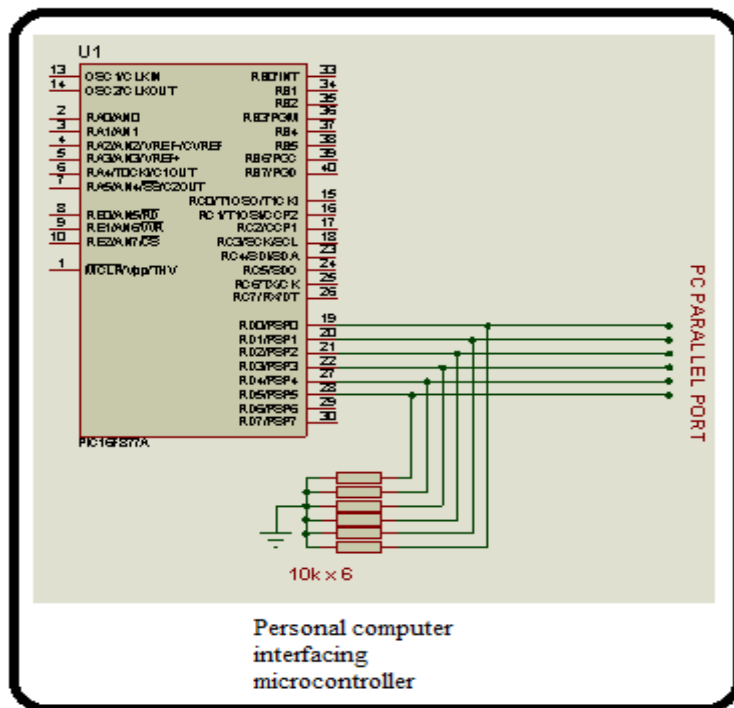 U1
13 OSC1/CLKIN
14 OSC2/CLKOUT
2 RA0/AN0
3 RA1/AN1
4 RA2/AN2/VREF-/CVREF
5 RA3/AN3/VREF+
6 RA4/T0CKI/C1OUT
7 RA5/AN4/SS/C2OUT
8 RE0/AN5/RD
9 RE1/AN6/WR
10 RE2/AN7/CS
1 MCLR/Vpp/THV
RB0/INT 33
RB1 34
RB2 35
RB3/PGM 36
RB4 37
RB5 38
RB6/PGC 39
RB7/PGD 40
RC0/T1OSO/T1CKI 15
RC1/T1OSI/CCP2 16
RC2/CCP1 17
RC3/SCK/SCL 18
RC4/SDI/SDA 23
RC5/SDO 24
RC6/TX/CK 25
RC7/RX/DT 26
RD0/PSP0 19
RD1/PSP1 20
RD2/PSP2 21
RD3/PSP3 22
RD4/PSP4 27
RD5/PSP5 28
RD6/PSP6 29
RD7/PSP7 30
PIC16F877A
PC PARALLEL PORT
10k x 6
Personal computer
interfacing
microcontroller